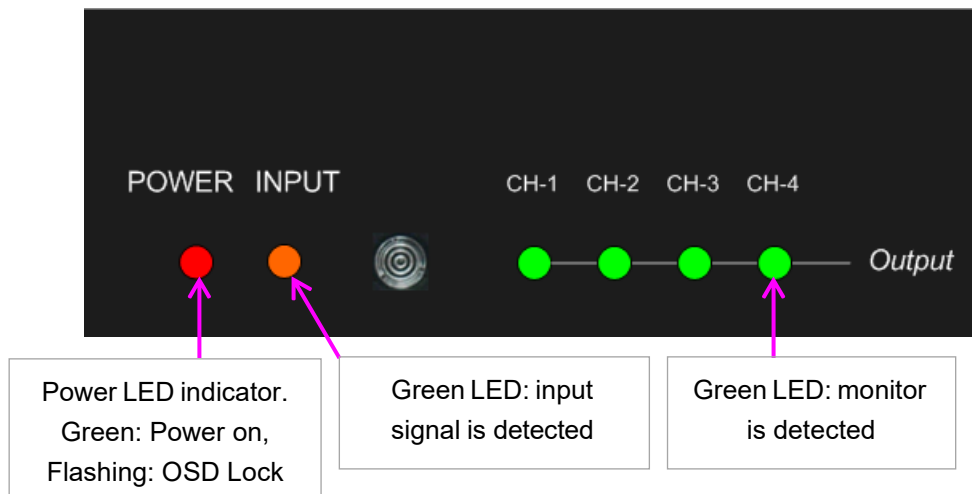 POWER INPUT
CH-1 CH-2 CH-3 CH-4
Output
Power LED indicator.
Green: Power on,
Flashing: OSD Lock
Green LED: input
signal is detected
Green LED: monitor
is detected